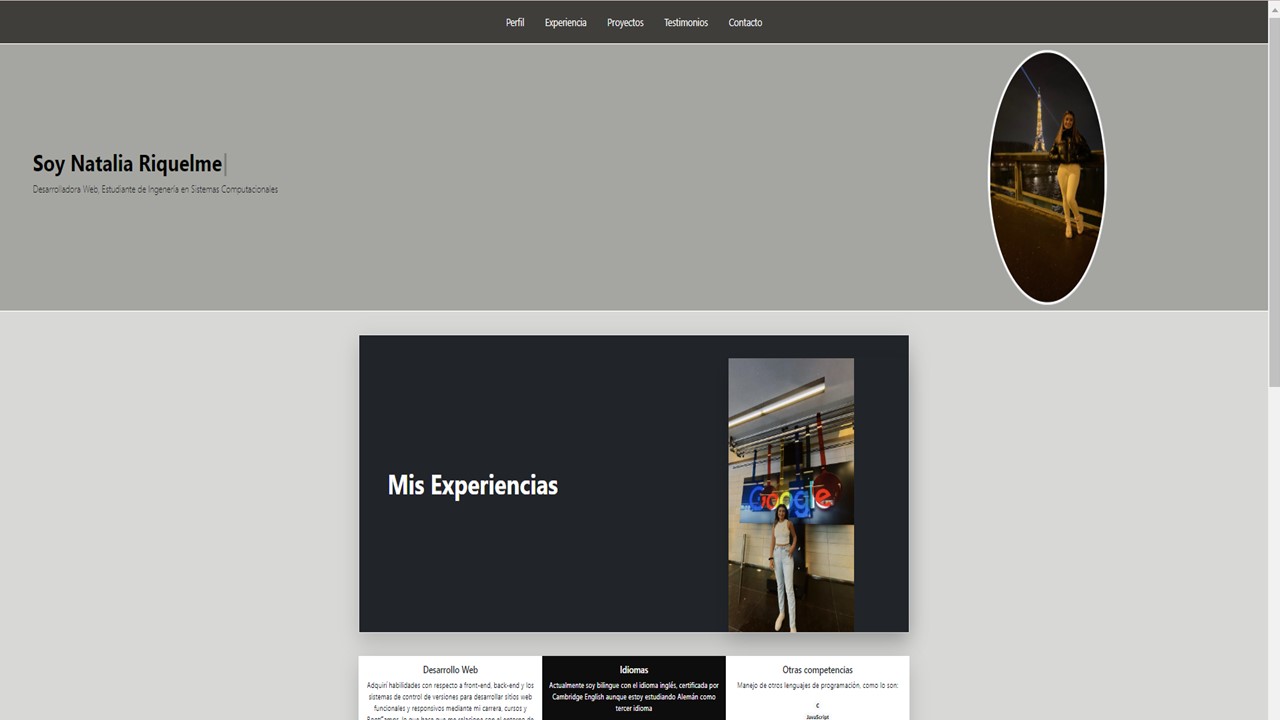 Perfil Experiencia Proyectos Testimonios Contacto
Soy Natalia Riquelme
Desarrolladora Web, Estudiante de Ingenería en Sistemas Computacionales
Google
Mis Experiencias
Desarrollo Web
Adquirí habilidades con respecto a front-end, back-end y los
sistemas de control de versiones para desarrollar sitios web
funcionales y responsivos mediante mi carrera, cursos y
BootCamps, lo que hace que me relacione con el entorno de
Idiomas
Actualmente soy bilingue con el idioma inglés, certificada por
Cambridge English aunque estoy estudiando Alemán como
tercer idioma
Otras competencias
Manejo de otros lenguajes de programación, como lo son:
C
JavaScript